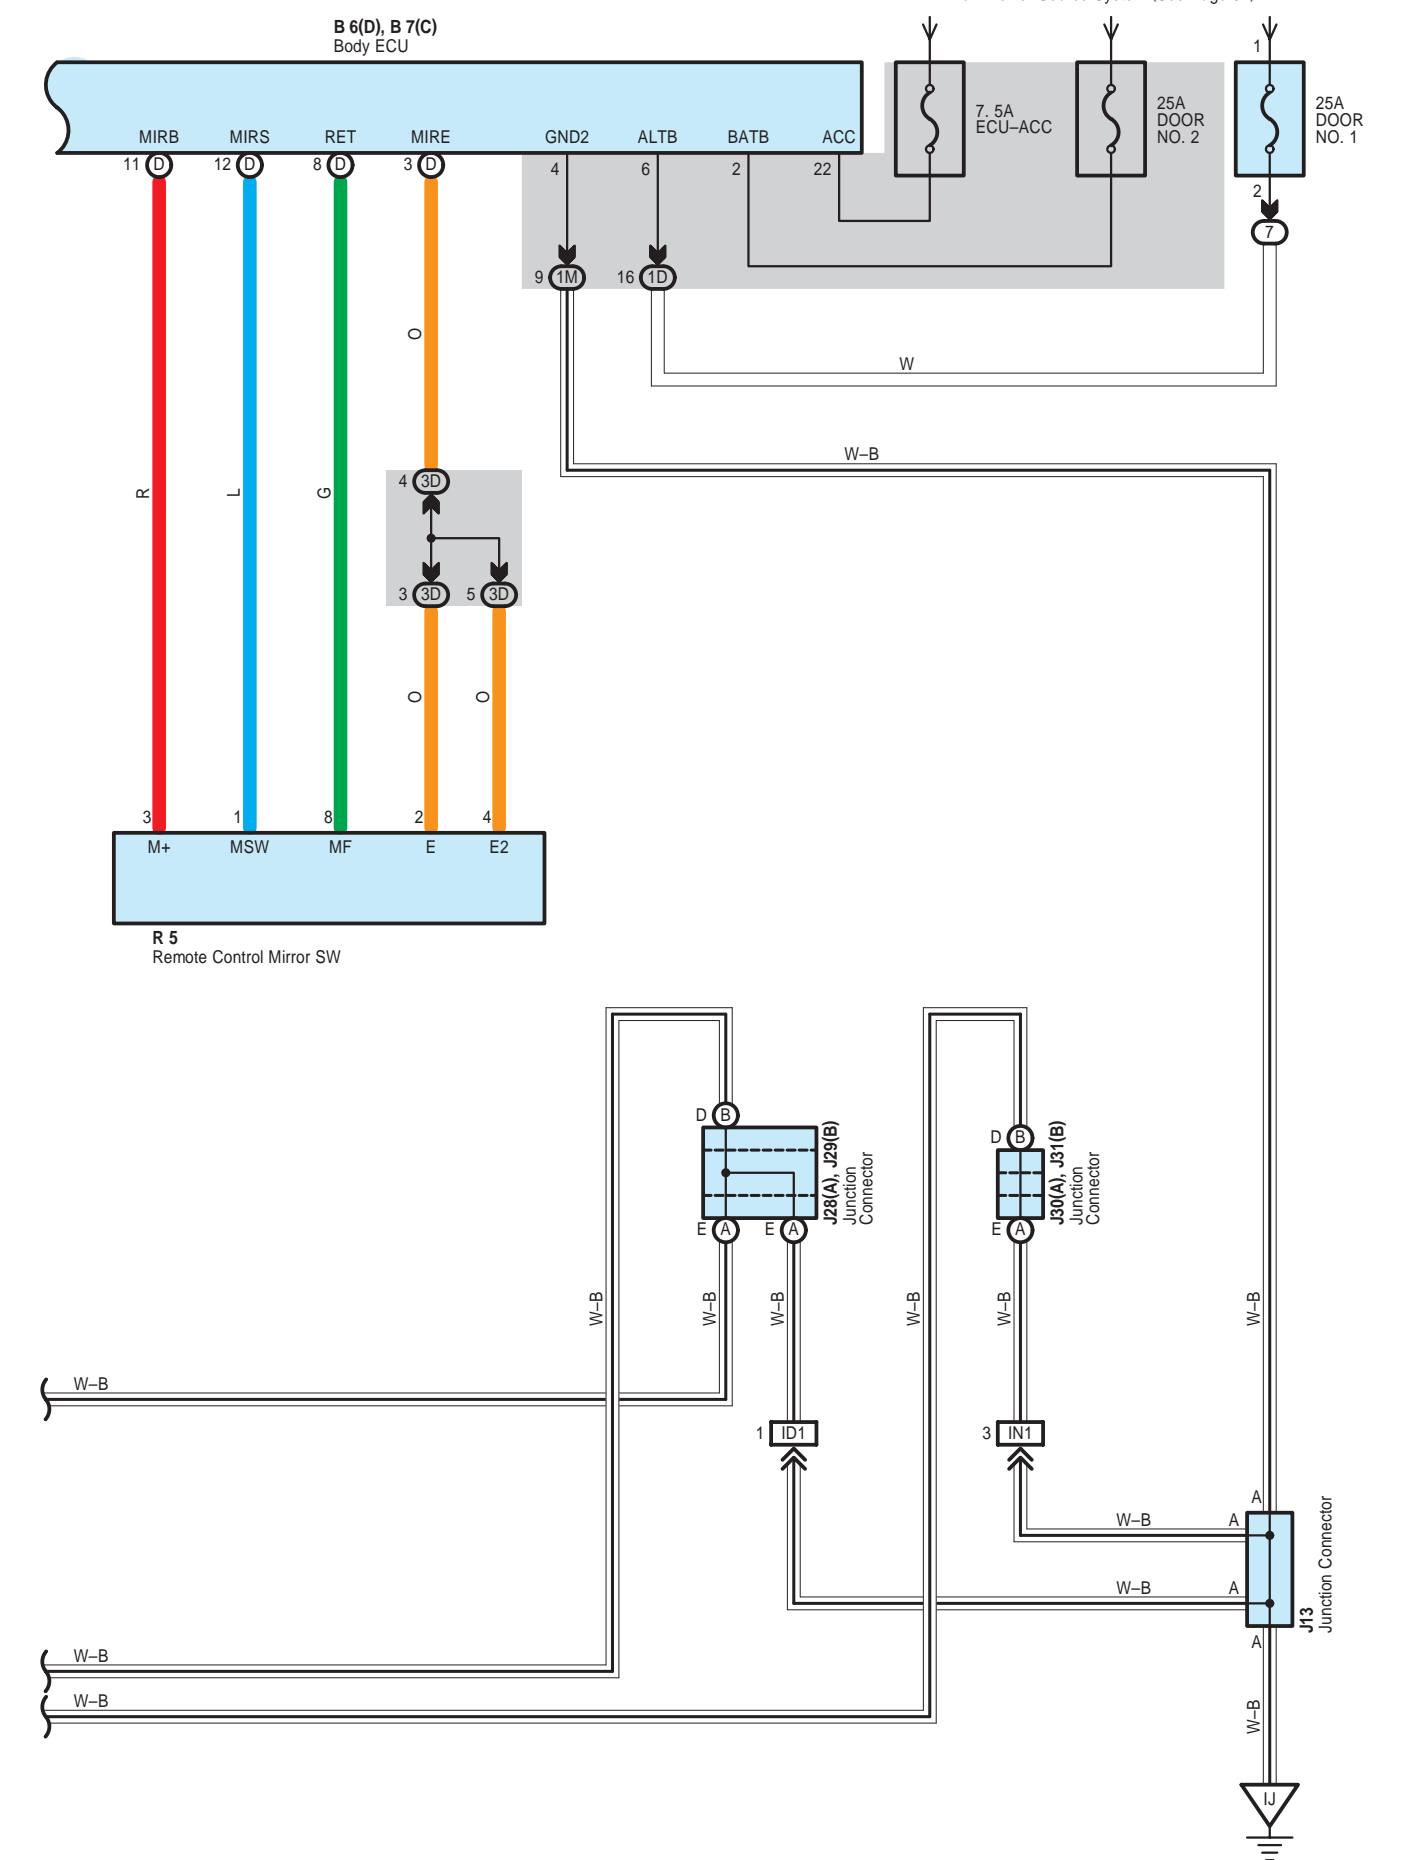 B 6(D), B 7(C)
Body ECU
1
7. 5A
ECU–ACC
25A
DOOR
NO. 2
25A
DOOR
NO. 1
MIRB MIRS RET MIRE GND2 ALTB BATB ACC
11 D 12 D 8 D 3 D 4 6 2 22
2
7
9 1M 16 1D
O
W
W–B
4 3D
R L G
3 3D 5 3D
O O
3 1 8 2 4
M+ MSW MF E E2
R 5
Remote Control Mirror SW
D B
D B
J28(A), J29(B)
Junction
Connector
J30(A), J31(B)
Junction
Connector
E A E A
E A
W–B W–B W–B W–B W–B W–B
W–B
1 ID1
3 IN1
A
W–B A
W–B A
J13
Junction Connector
A
W–B
W–B
W–B
IJ